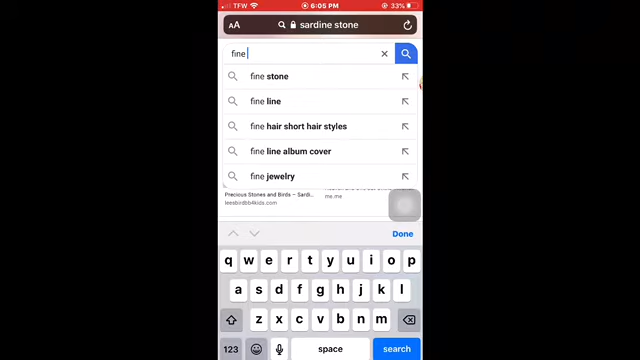 TFW 6:05 PM 33%
AA sardine stone
fine
fine stone
fine line
fine hair short hair styles
fine line album cover
fine jewelry
Precious Stones and Birds – Sardi...
me.me
leesbirdbb4kids.com
Done
q w e r t y u i o p
a s d f g h j k l
z x c v b n m
123 space search